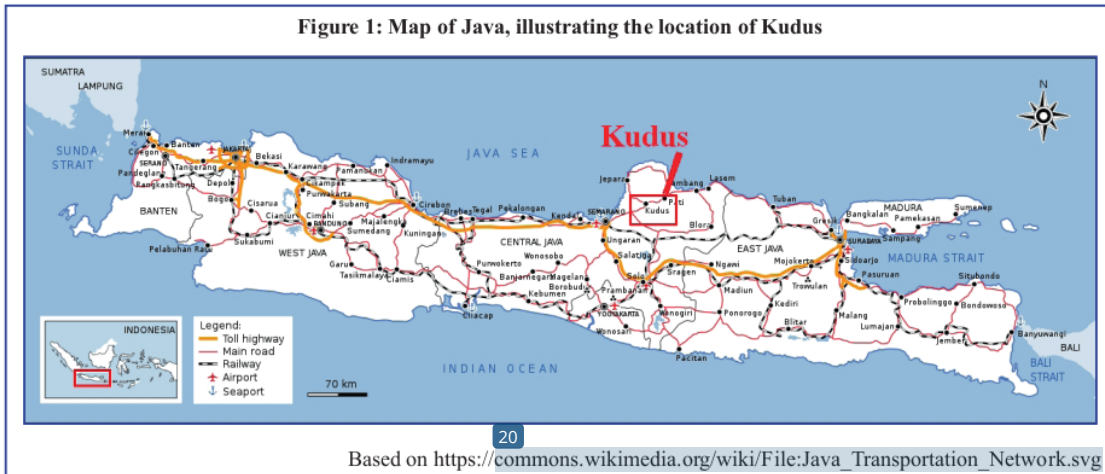 Figure 1: Map of Java, illustrating the location of Kudus
SUMATRA
LAMPUNG
N
Kudus
JAVA SEA
SUNDA
STRAIT
Merak
Cilegon
Banten
SERANG
JAKARTA
Tangerang
Bekasi
Pandeglang
Rangkasbitung
Depok
Karawang
Pamanukan
Indramayu
Cikampek
Bogor
Purwakarta
Subang
Cirebon
BANTEN
Cisarua
Cianjur
Cimahi
BANDUNG
Sumedang
Majalengka
Kuningan
Brebes
Tegal
Pekalongan
Kendal
SEMARANG
Jepara
Rembang
Lasem
Pati
Kudus
Blora
Tuban
MADURA
Gresik
Bangkalan
Pamekasan
Sumenep
Sampang
SURABAYA
Sidoarjo
MADURA STRAIT
Pelabuhan Ratu
Sukabumi
WEST JAVA
CENTRAL JAVA
Ungaran
EAST JAVA
Garut
Tasikmalaya
Ciamis
Purwokerto
Wonosobo
Banjarnegara
Magelang
Borobudur
Kebumen
Salatiga
Solo
Sragen
Ngawi
Mojokerto
Trowulan
Pasuruan
Situbondo
Prambanan
Madiun
Kediri
Probolinggo
Bondowoso
Cilacap
YOGYAKARTA
Wonogiri
Ponorogo
Blitar
Malang
Lumajang
Jember
Banyuwangi
Wonosari
Pacitan
BALI
BALI
STRAIT
INDIAN OCEAN
INDONESIA
Legend:
Toll highway
Main road
Railway
Airport
Seaport
70 km
20
Based on https://commons.wikimedia.org/wiki/File:Java_Transportation_Network.svg